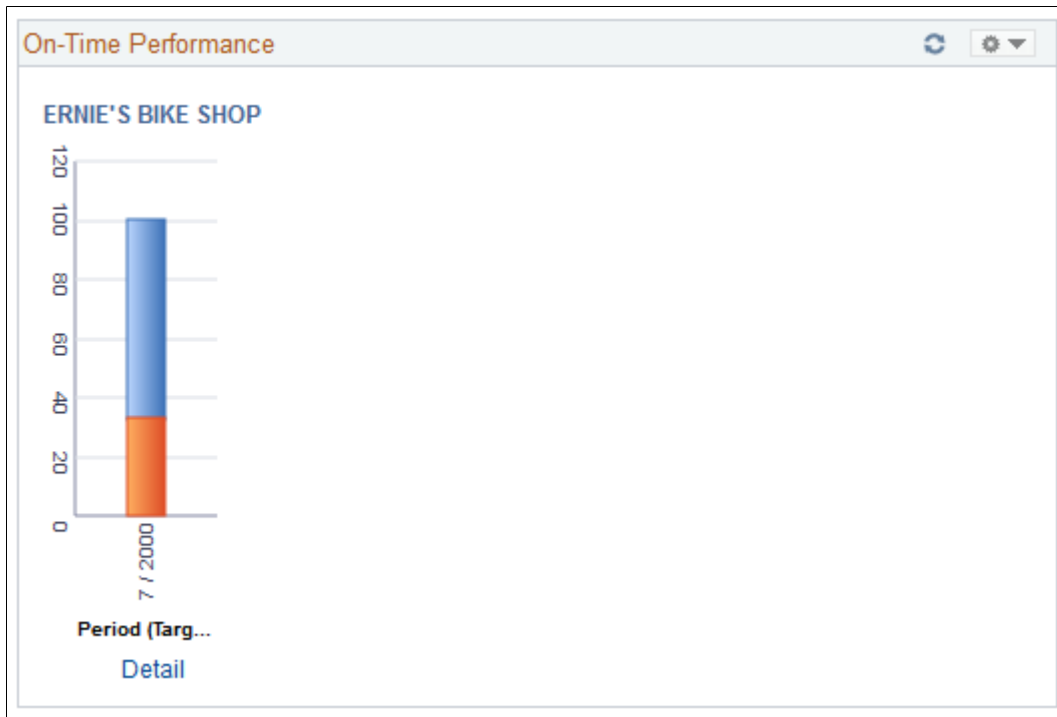 On-Time Performance
ERNIE'S BIKE SHOP
120
100
80
60
40
20
0
7 / 2000
Period (Targ...
Detail